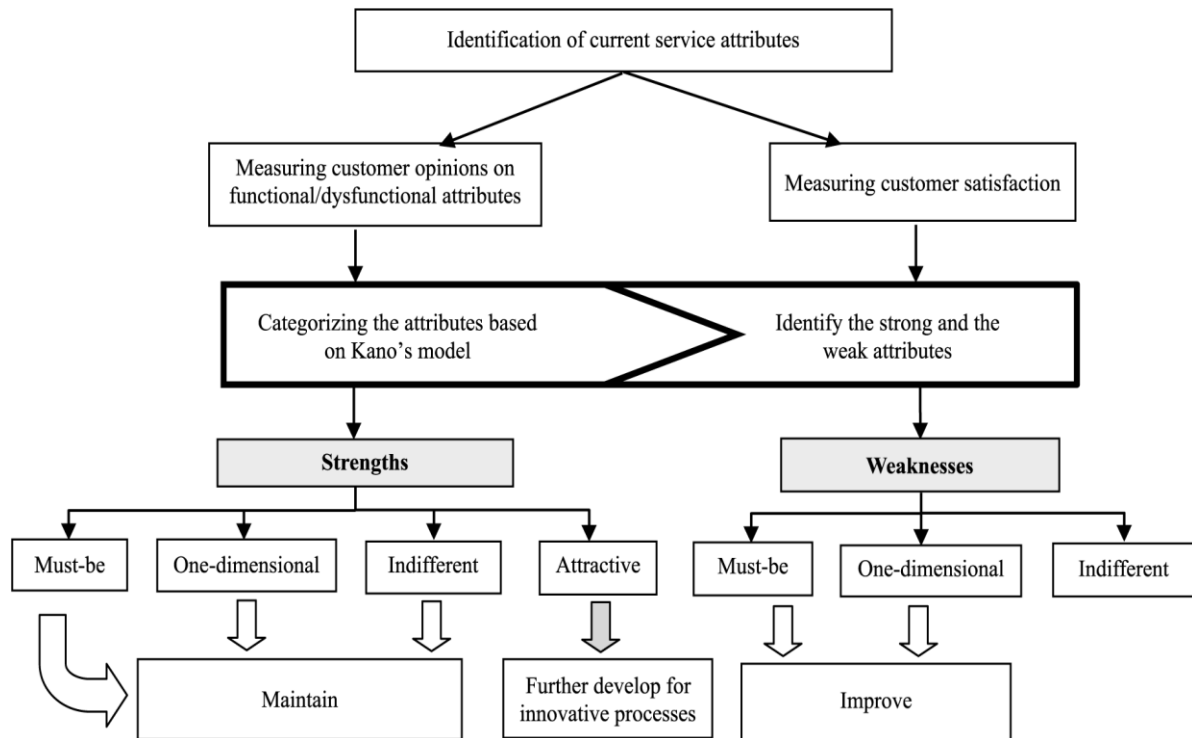 Identification of current service attributes
Measuring customer opinions on
functional/dysfunctional attributes
Measuring customer satisfaction
Categorizing the attributes based
on Kano's model
Identify the strong and the
weak attributes
Strengths
Weaknesses
Must-be
One-dimensional
Indifferent
Attractive
Must-be
One-dimensional
Indifferent
Maintain
Further develop for
innovative processes
Improve